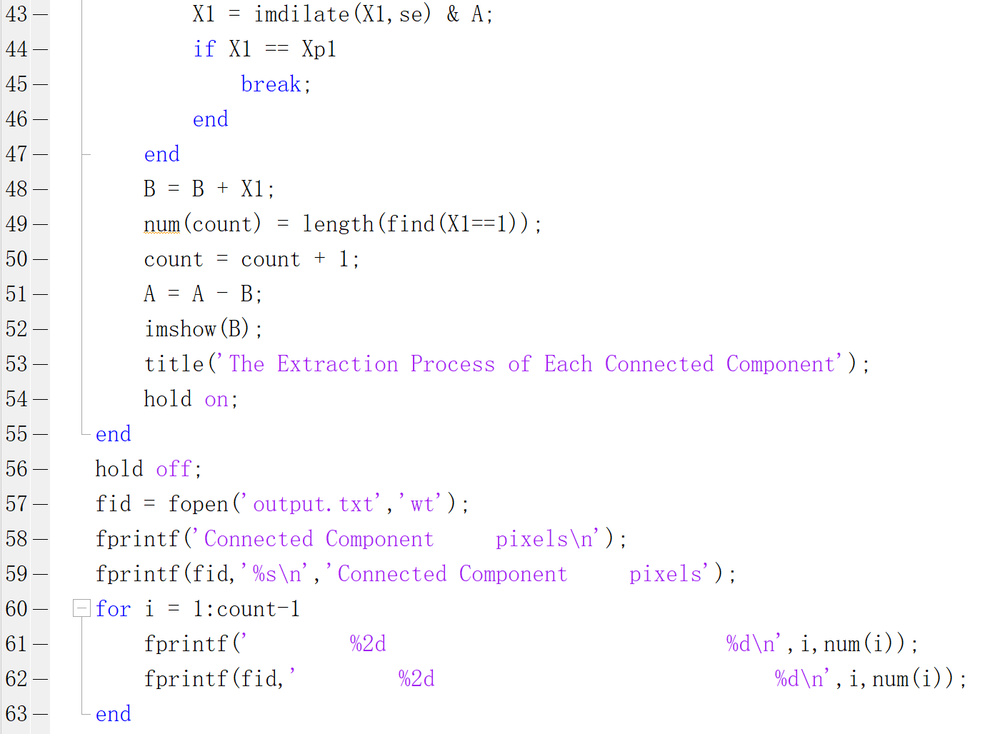 43 —             X1 = imdilate(X1,se) & A;
44 —             if X1 == Xp1
45 —                 break;
46 —             end
47 —         end
48 —         B = B + X1;
49 —         num(count) = length(find(X1==1));
50 —         count = count + 1;
51 —         A = A - B;
52 —         imshow(B);
53 —         title('The Extraction Process of Each Connected Component');
54 —         hold on;
55 —     end
56 —     hold off;
57 —     fid = fopen('output.txt','wt');
58 —     fprintf('Connected Component     pixels\n');
59 —     fprintf(fid,'%s\n','Connected Component     pixels');
60 —     for i = 1:count-1
61 —         fprintf('        %2d                            %d\n',i,num(i));
62 —         fprintf(fid,'        %2d                            %d\n',i,num(i));
63 —     end